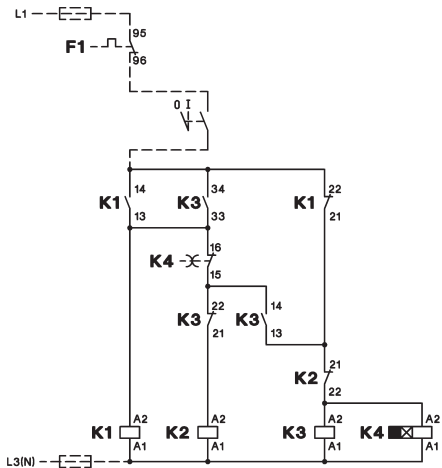 L1
95
F1
96
0 I
14 34 22
K1 K3 K1
13 33 21
16
K4
15
22 14
K3 K3
21 13
21
K2
22
A2 A2 A2 A2
K1 K2 K3 K4
A1 A1 A1 A1
L3(N)